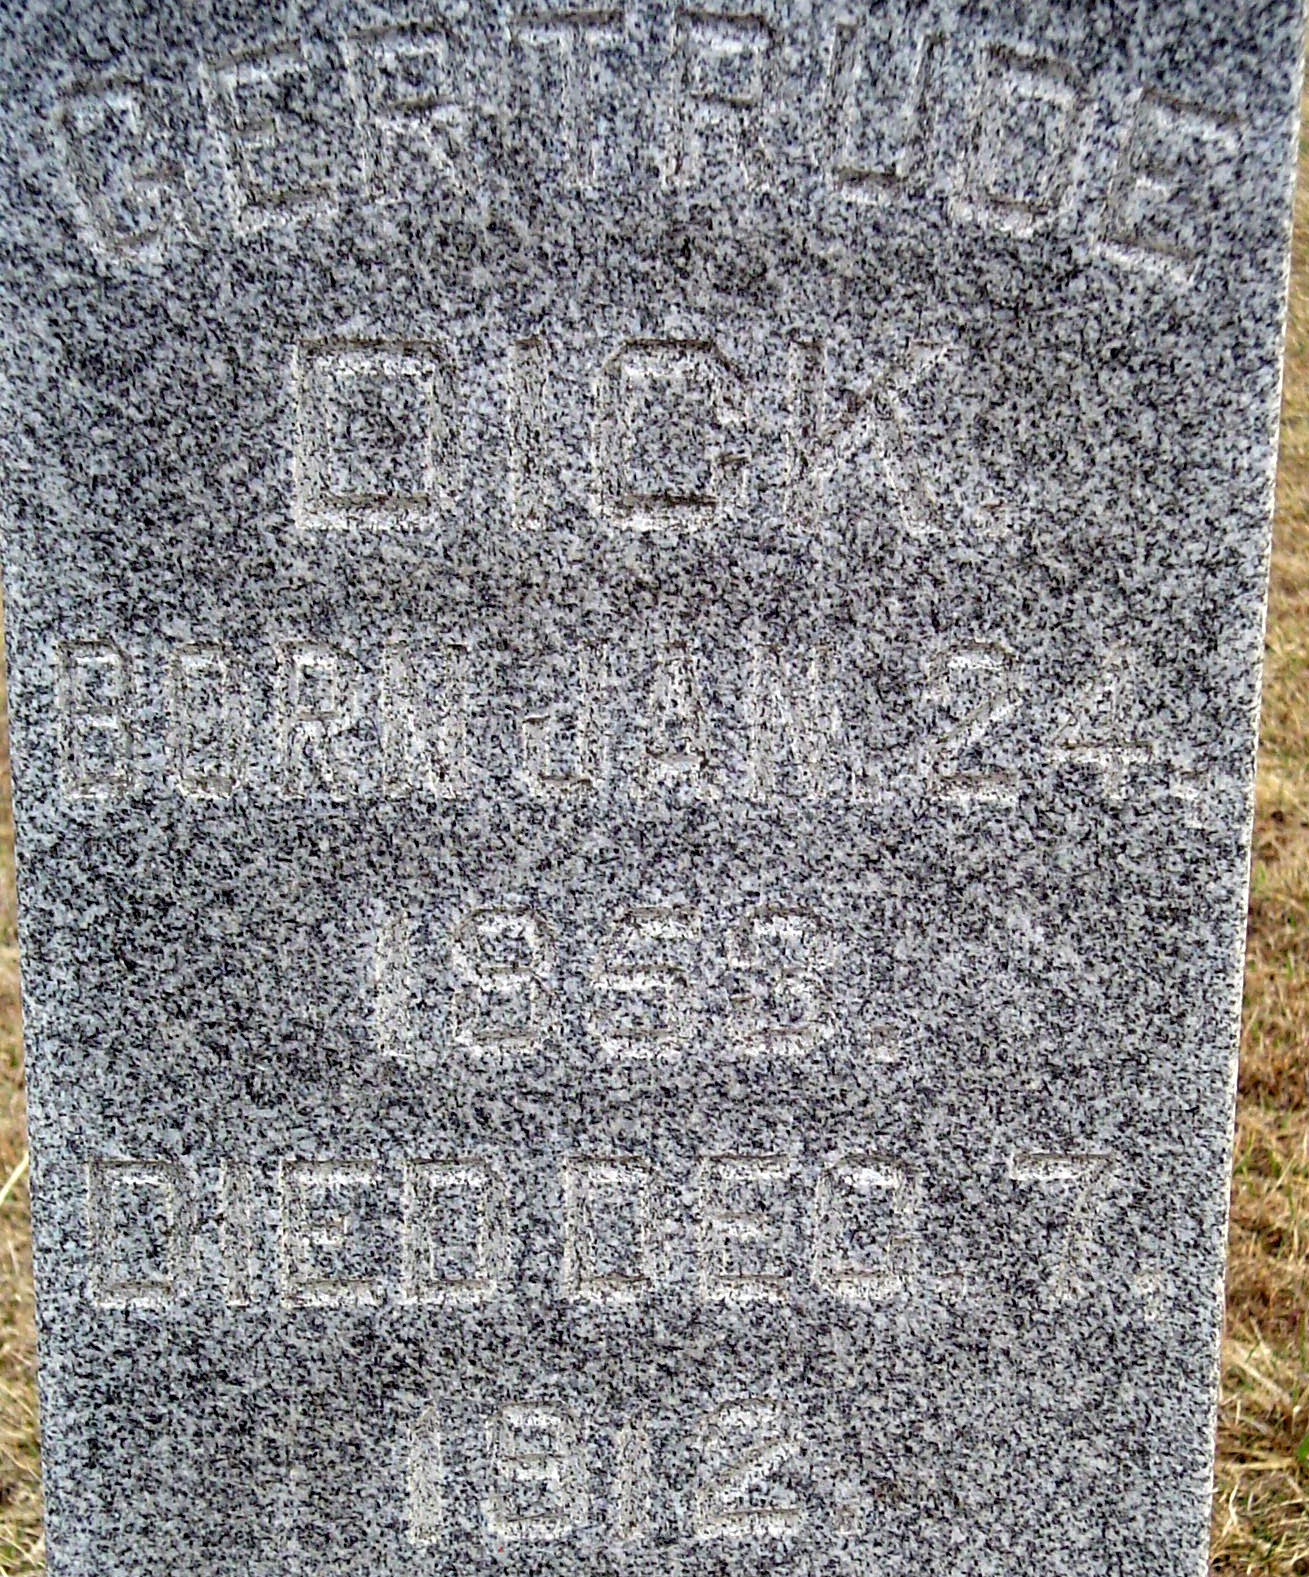 GERTRUDE
DICK.
BORN JAN. 24,
1863.
DIED DEC. 7.
1912.